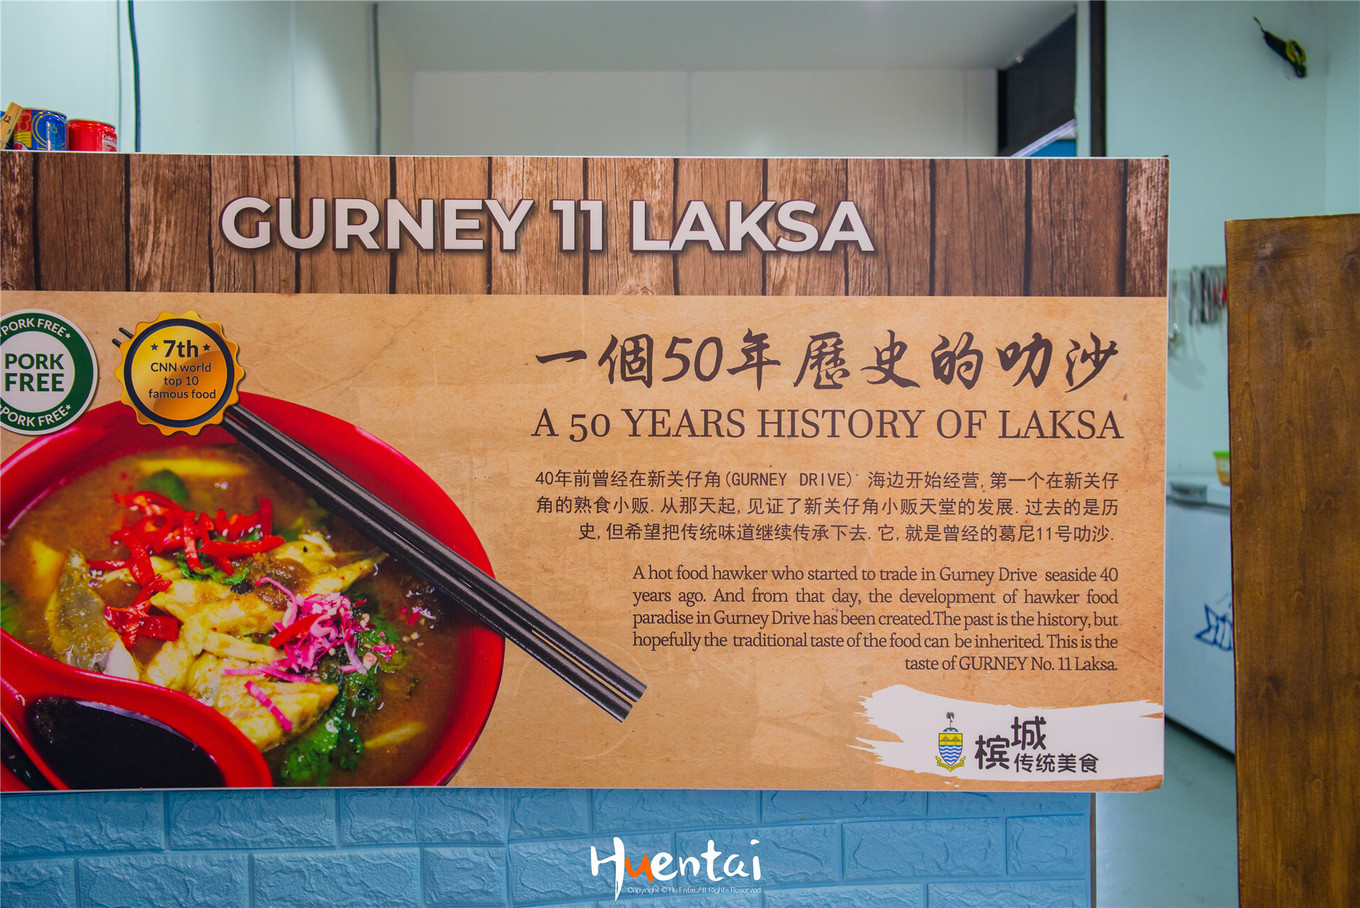 GURNEY 11 LAKSA
PORK FREE
PORK
FREE
PORK FREE
7th
CNN world
top 10
famous food
一個50年歷史的叻沙
A 50 YEARS HISTORY OF LAKSA
40年前曾经在新关仔角(GURNEY DRIVE)' 海边开始经营,第一个在新关仔
角的熟食小贩.从那天起,见证了新关仔角小贩天堂的发展.过去的是历
史,但希望把传统味道继续传承下去.它,就是曾经的葛尼11号叻沙.
A hot food hawker who started to trade in Gurney Drive seaside 40
years ago. And from that day, the development of hawker food
paradise in Gurney Drive has been created.The past is the history, but
hopefully the traditional taste of the food can be inherited. This is the
taste of GURNEY No. 11 Laksa.
槟城
传统美食
Huentai
Copyright © HuEntai.All Rights Reserved